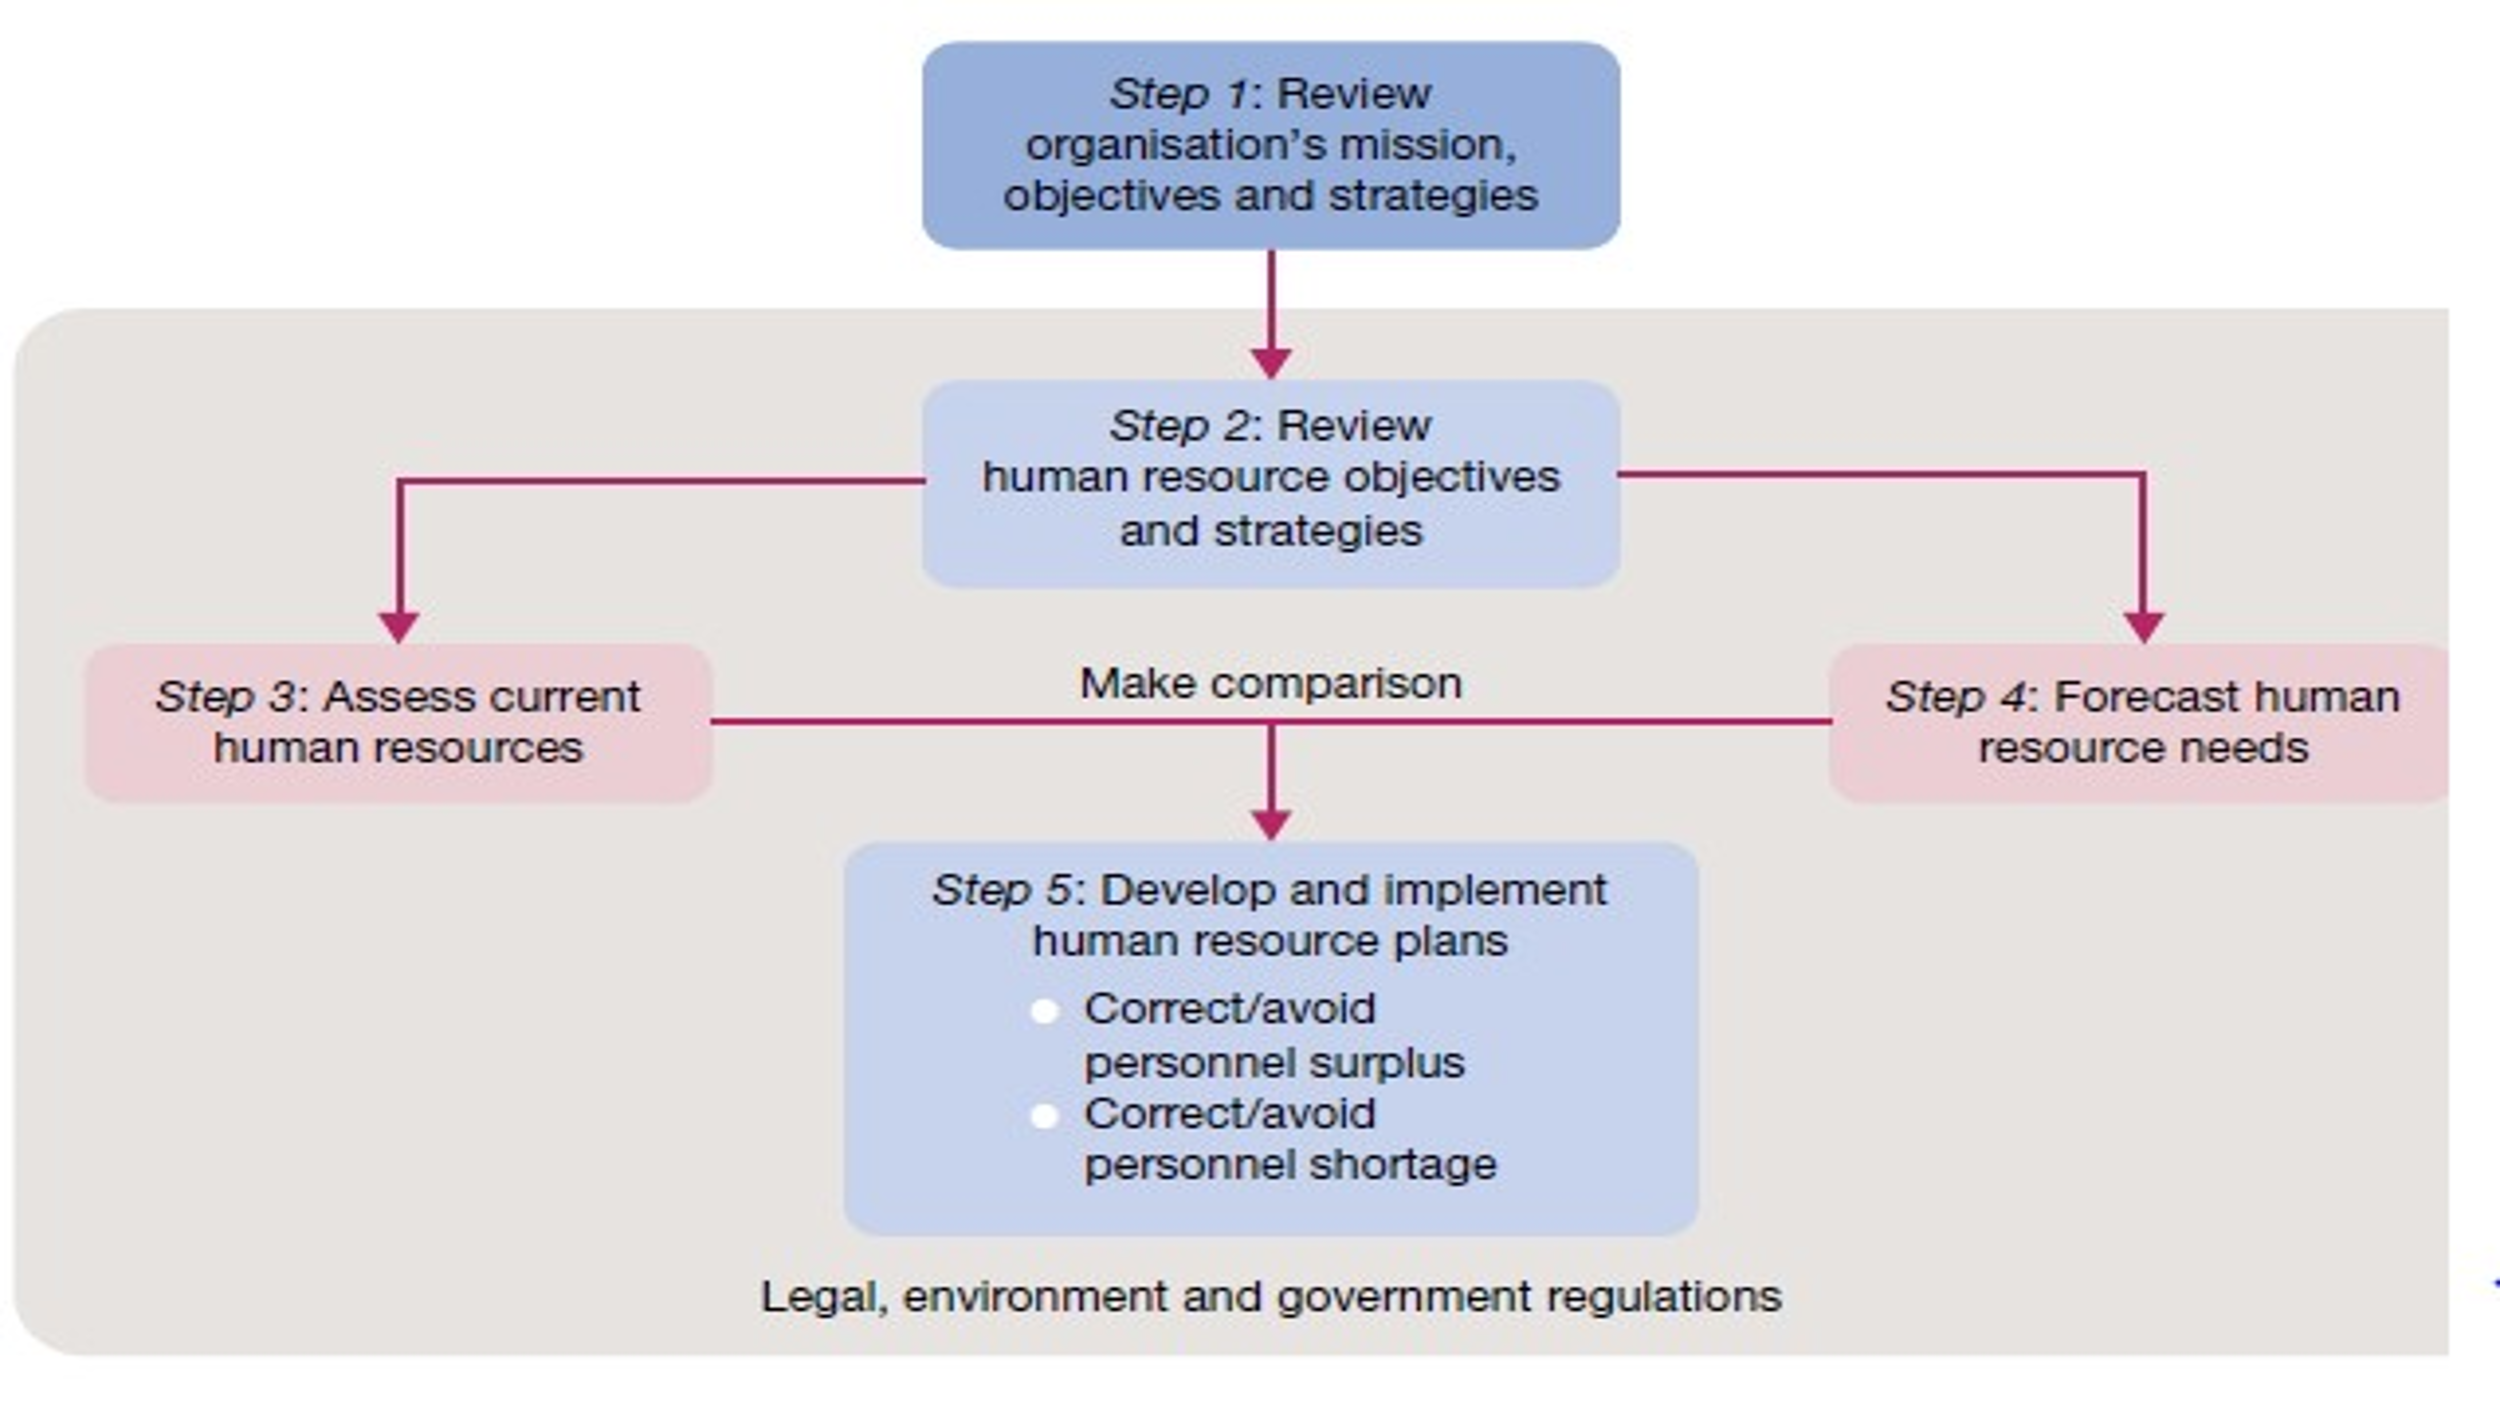 Step 1: Review
organisation’s mission,
objectives and strategies
Step 2: Review
human resource objectives
and strategies
Step 3: Assess current
human resources
Make comparison
Step 4: Forecast human
resource needs
Step 5: Develop and implement
human resource plans
Correct/avoid
personnel surplus
Correct/avoid
personnel shortage
Legal, environment and government regulations